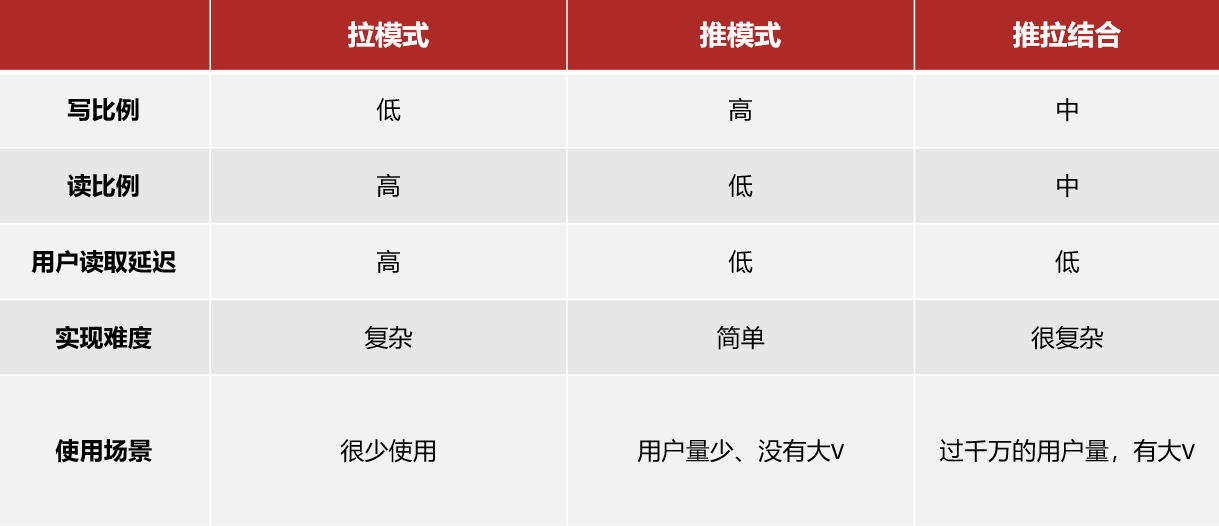 拉模式 推模式 推拉结合
写比例 低 高 中
读比例 高 低 中
用户读取延迟 高 低 低
实现难度 复杂 简单 很复杂
使用场景 很少使用 用户量少、没有大V 过千万的用户量，有大V